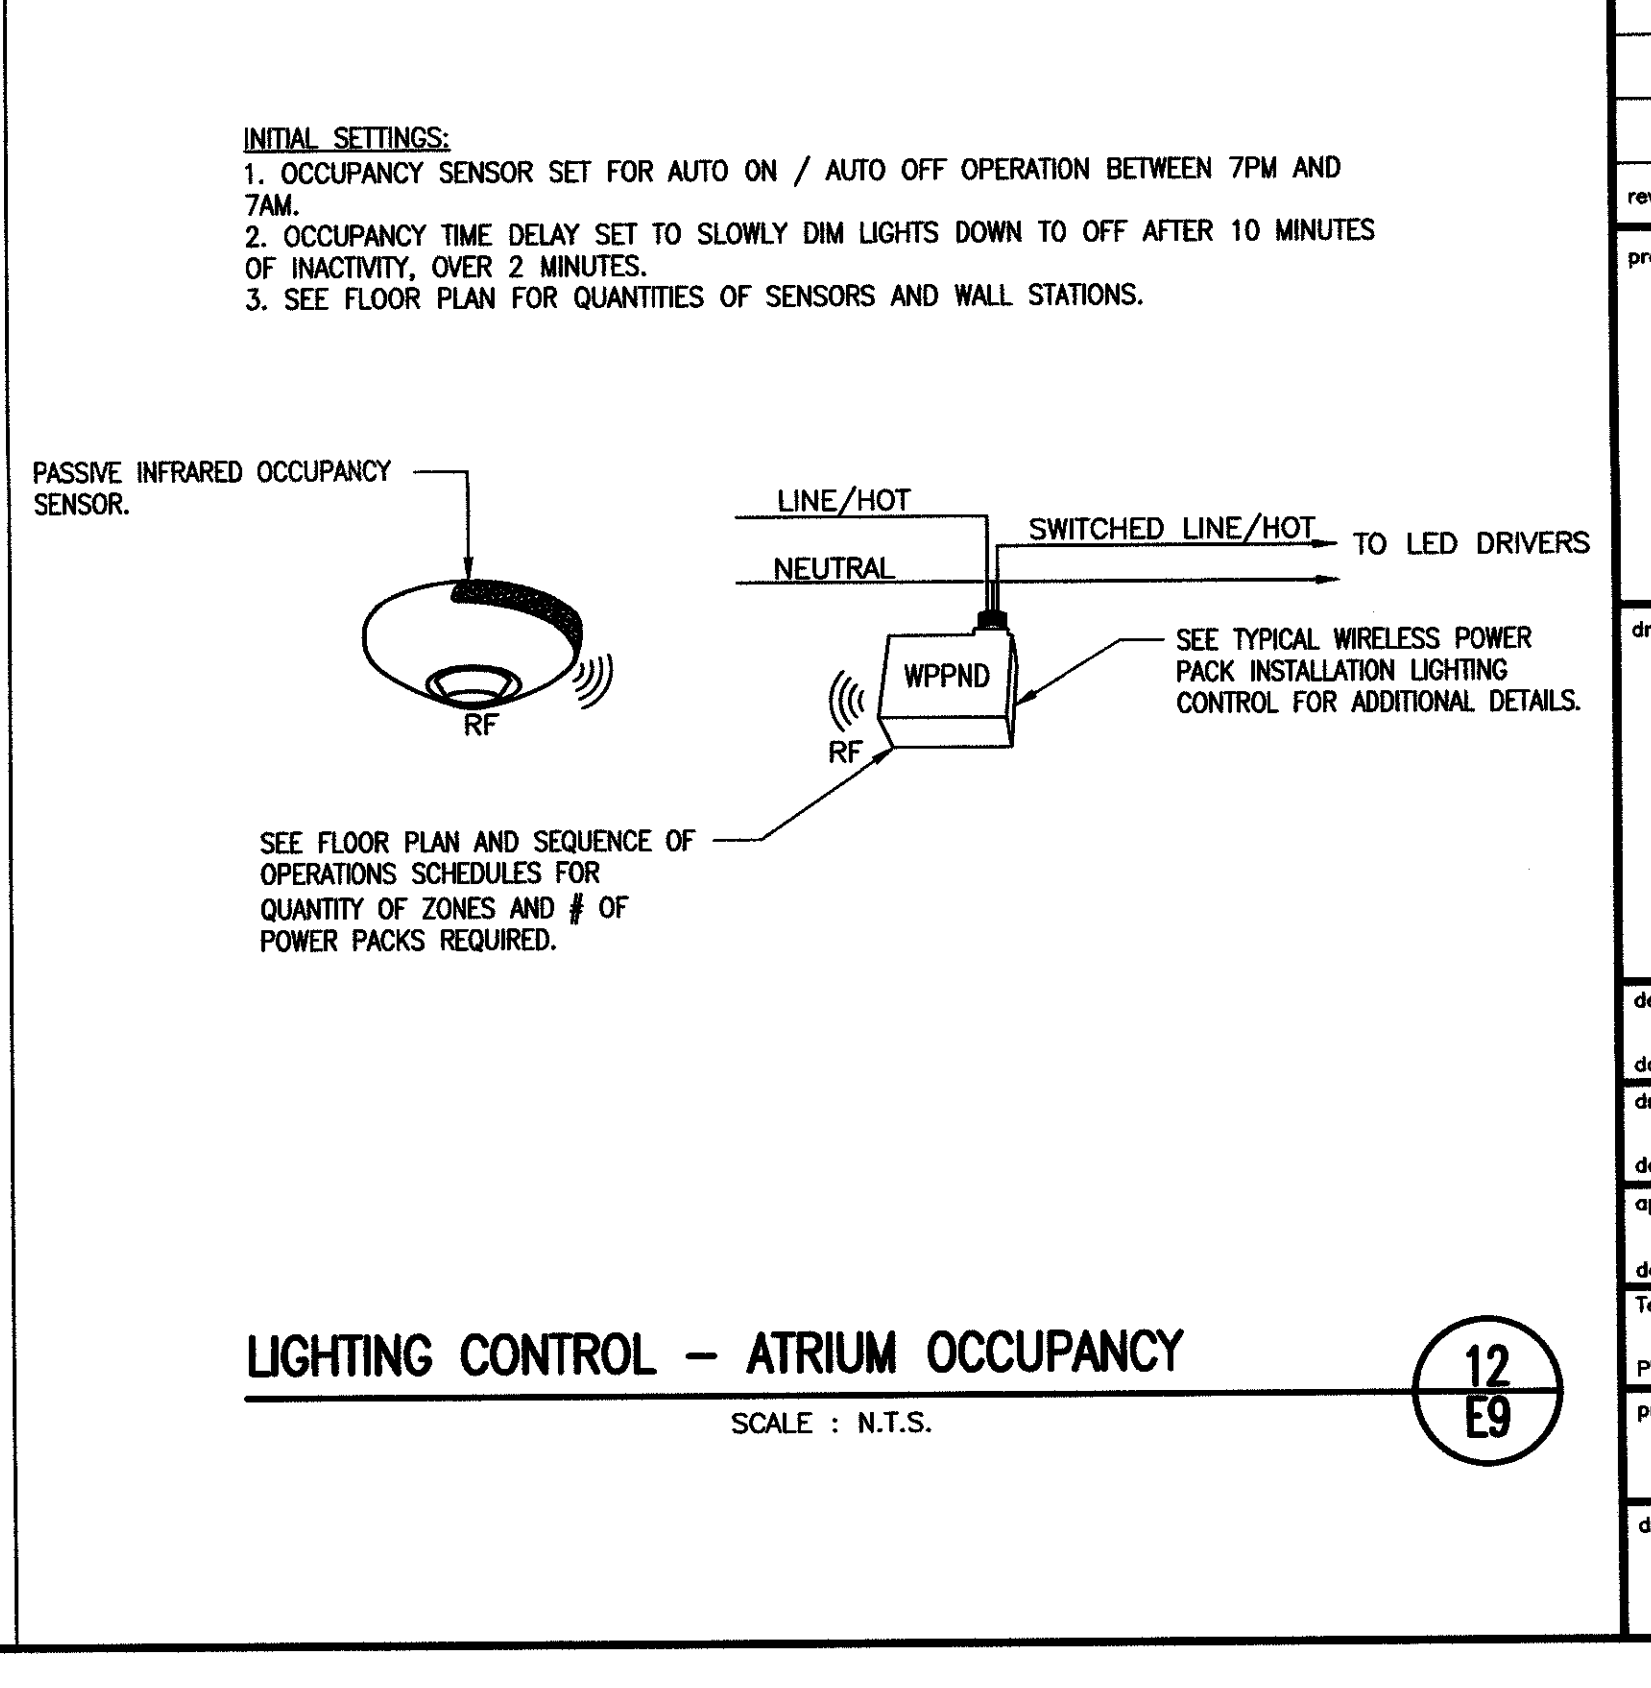 INITIAL SETTINGS:
1. OCCUPANCY SENSOR SET FOR AUTO ON / AUTO OFF OPERATION BETWEEN 7PM AND
7AM.
2. OCCUPANCY TIME DELAY SET TO SLOWLY DIM LIGHTS DOWN TO OFF AFTER 10 MINUTES
OF INACTIVITY, OVER 2 MINUTES.
3. SEE FLOOR PLAN FOR QUANTITIES OF SENSORS AND WALL STATIONS.
PASSIVE INFRARED OCCUPANCY
SENSOR.
RF
LINE/HOT
SWITCHED LINE/HOT
TO LED DRIVERS
NEUTRAL
WPPND
RF
SEE TYPICAL WIRELESS POWER
PACK INSTALLATION LIGHTING
CONTROL FOR ADDITIONAL DETAILS.
SEE FLOOR PLAN AND SEQUENCE OF
OPERATIONS SCHEDULES FOR
QUANTITY OF ZONES AND # OF
POWER PACKS REQUIRED.
LIGHTING CONTROL – ATRIUM OCCUPANCY
SCALE : N.T.S.
12
E9